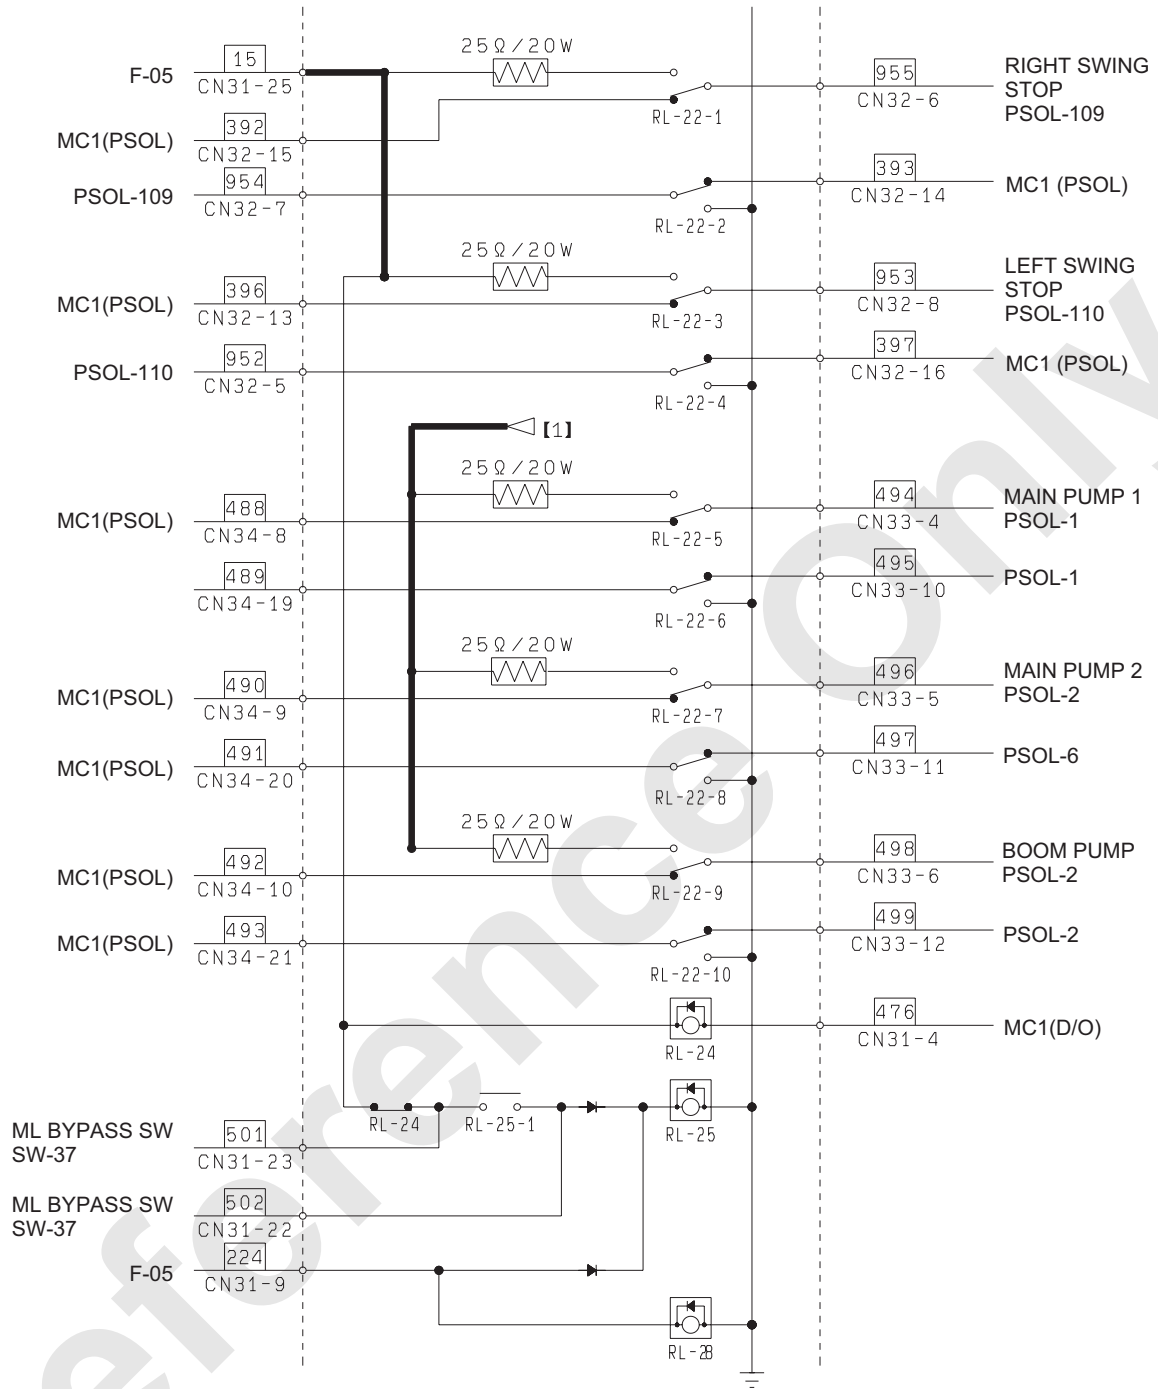 25Ω/20W
F-05
15
CN31-25
955
CN32-6
RIGHT SWING
STOP
PSOL-109
RL-22-1
MC1(PSOL)
392
CN32-15
PSOL-109
954
CN32-7
393
CN32-14
MC1 (PSOL)
RL-22-2
25Ω/20W
MC1(PSOL)
396
CN32-13
953
CN32-8
LEFT SWING
STOP
PSOL-110
RL-22-3
PSOL-110
952
CN32-5
397
CN32-16
MC1 (PSOL)
RL-22-4
【1】
25Ω/20W
MC1(PSOL)
488
CN34-8
494
CN33-4
MAIN PUMP 1
PSOL-1
RL-22-5
489
CN34-19
495
CN33-10
PSOL-1
RL-22-6
25Ω/20W
MC1(PSOL)
490
CN34-9
496
CN33-5
MAIN PUMP 2
PSOL-2
RL-22-7
MC1(PSOL)
491
CN34-20
497
CN33-11
PSOL-6
RL-22-8
25Ω/20W
MC1(PSOL)
492
CN34-10
498
CN33-6
BOOM PUMP
PSOL-2
RL-22-9
MC1(PSOL)
493
CN34-21
499
CN33-12
PSOL-2
RL-22-10
476
CN31-4
MC1(D/O)
RL-24
RL-24
RL-25-1
RL-25
ML BYPASS SW
SW-37
501
CN31-23
ML BYPASS SW
SW-37
502
CN31-22
F-05
224
CN31-9
RL-28
eference Only